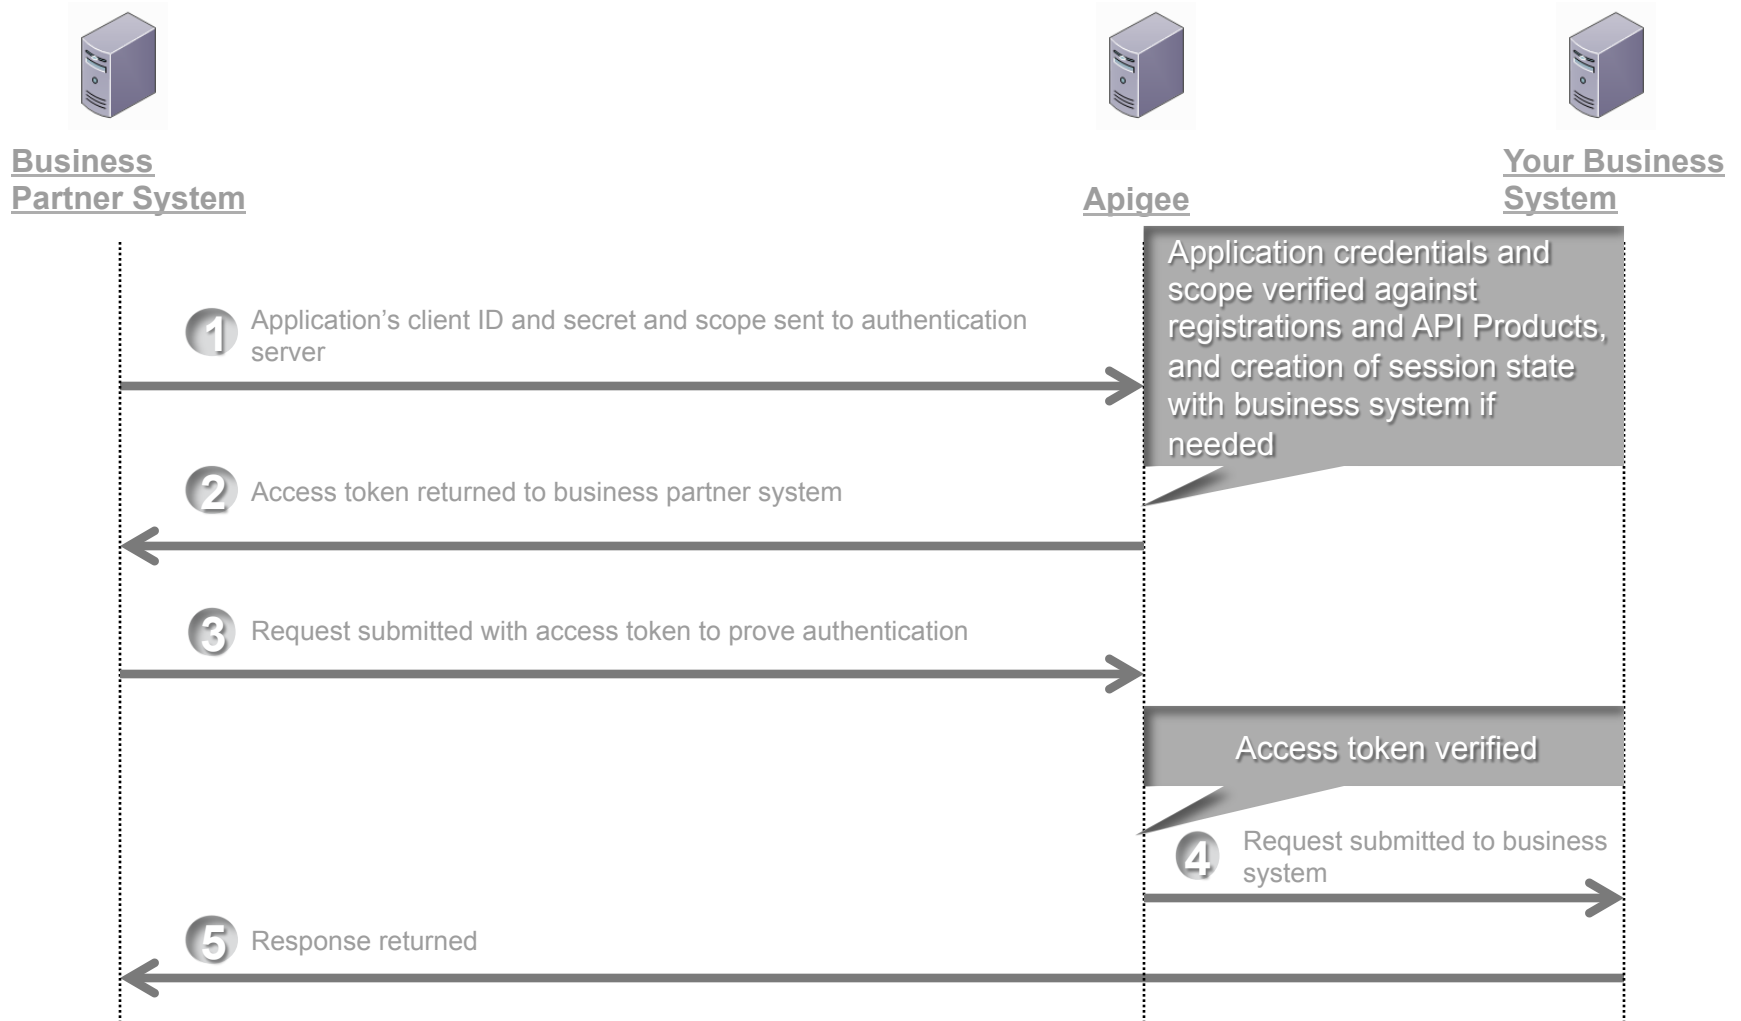 Business
Partner System
Apigee
Your Business
System
Application credentials and
scope verified against
registrations and API Products,
and creation of session state
with business system if
needed
1
Application’s client ID and secret and scope sent to authentication
server
2
Access token returned to business partner system
3
Request submitted with access token to prove authentication
Access token verified
4
Request submitted to business
system
5
Response returned